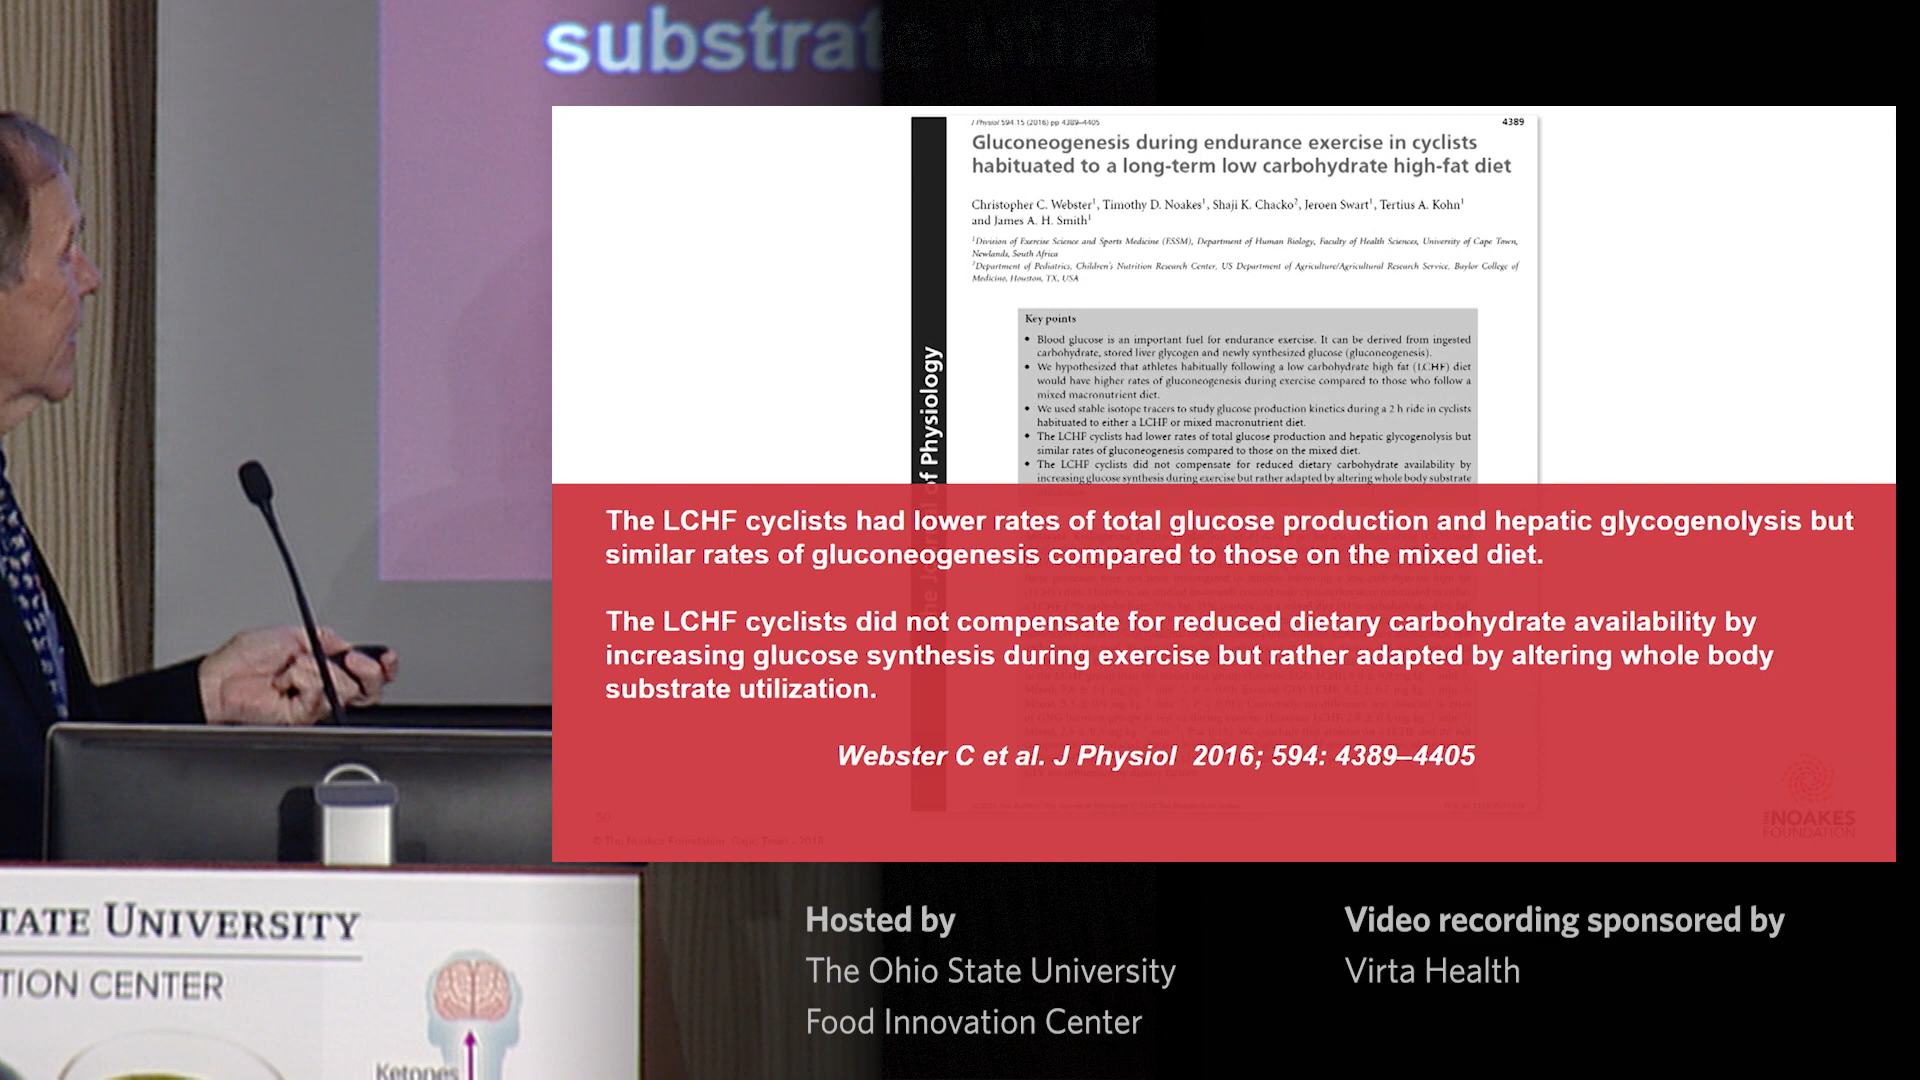 substrat
J Physiol 594.15 (2016) pp 4389–4405
4389
Gluconeogenesis during endurance exercise in cyclists
habituated to a long-term low carbohydrate high-fat diet
Christopher C. Webster1, Timothy D. Noakes1, Shaji K. Chacko2, Jeroen Swart1, Tertius A. Kohn1
and James A. H. Smith1
1Division of Exercise Science and Sports Medicine (ESSM), Department of Human Biology, Faculty of Health Sciences, University of Cape Town,
Newlands, South Africa
2Department of Pediatrics, Children's Nutrition Research Center, US Department of Agriculture/Agricultural Research Service, Baylor College of
Medicine, Houston, TX, USA
The Journal of Physiology
Key points
• Blood glucose is an important fuel for endurance exercise. It can be derived from ingested
carbohydrate, stored liver glycogen and newly synthesized glucose (gluconeogenesis).
• We hypothesized that athletes habitually following a low carbohydrate high fat (LCHF) diet
would have higher rates of gluconeogenesis during exercise compared to those who follow a
mixed macronutrient diet.
• We used stable isotope tracers to study glucose production kinetics during a 2 h ride in cyclists
habituated to either a LCHF or mixed macronutrient diet.
• The LCHF cyclists had lower rates of total glucose production and hepatic glycogenolysis but
similar rates of gluconeogenesis compared to those on the mixed diet.
• The LCHF cyclists did not compensate for reduced dietary carbohydrate availability by
increasing glucose synthesis during exercise but rather adapted by altering whole body substrate
The LCHF cyclists had lower rates of total glucose production and hepatic glycogenolysis but
similar rates of gluconeogenesis compared to those on the mixed diet.
The LCHF cyclists did not compensate for reduced dietary carbohydrate availability by
increasing glucose synthesis during exercise but rather adapted by altering whole body
substrate utilization.
Webster C et al. J Physiol 2016; 594: 4389–4405
50
© The Noakes Foundation, Cape Town - 2018
THE NOAKES
FOUNDATION
TATE UNIVERSITY
TION CENTER
Ketones
Hosted by
The Ohio State University
Food Innovation Center
Video recording sponsored by
Virta Health